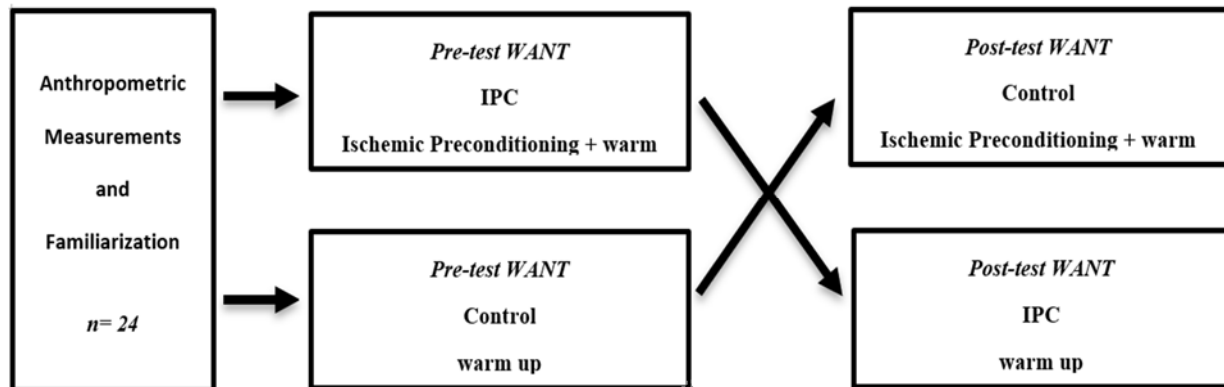 Anthropometric
Measurements
and
Familiarization
n= 24
Pre-test WANT
IPC
Ischemic Preconditioning + warm
Pre-test WANT
Control
warm up
Post-test WANT
Control
Ischemic Preconditioning + warm
Post-test WANT
IPC
warm up